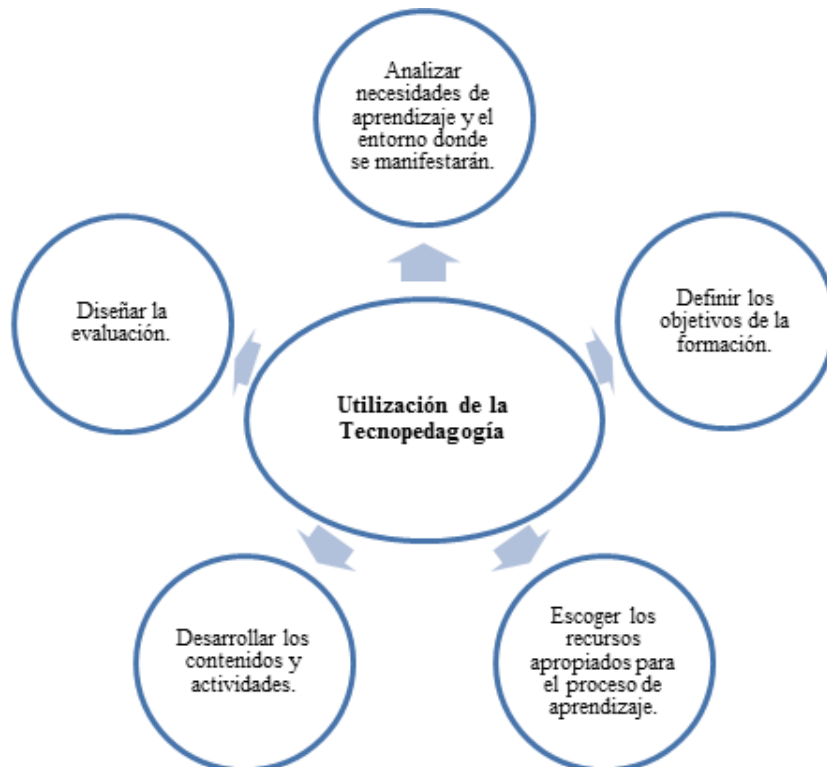 Analizar
necesidades de
aprendizaje y el
entorno donde
se manifestarán.
Definir los
objetivos de la
formación.
Escoger los
recursos
apropiados para
el proceso de
aprendizaje.
Desarrollar los
contenidos y
actividades.
Diseñar la
evaluación.
Utilización de la
Tecnopedagogía